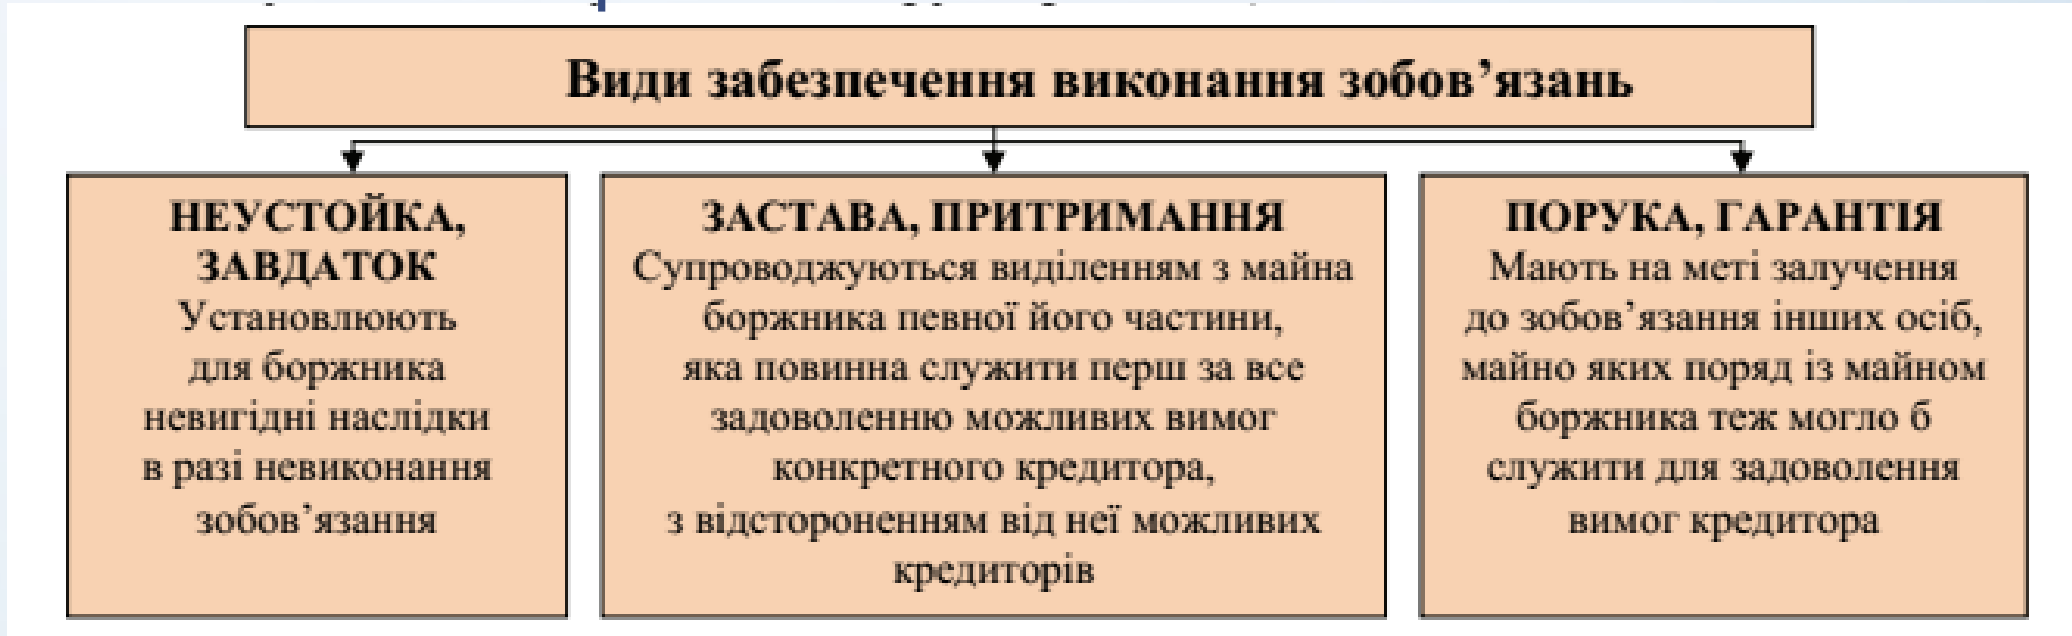 Види забезпечення виконання зобов’язань
НЕУСТОЙКА,
ЗАВДАТОК
Установлюють
для боржника
невигідні наслідки
в разі невиконання
зобов’язання
ЗАСТАВА, ПРИТРИМАННЯ
Супроводжуються виділенням з майна
боржника певної його частини,
яка повинна служити перш за все
задоволенню можливих вимог
конкретного кредитора,
з відстороненням від неї можливих
кредиторів
ПОРУКА, ГАРАНТІЯ
Мають на меті залучення
до зобов’язання інших осіб,
майно яких поряд із майном
боржника теж могло б
служити для задоволення
вимог кредитора